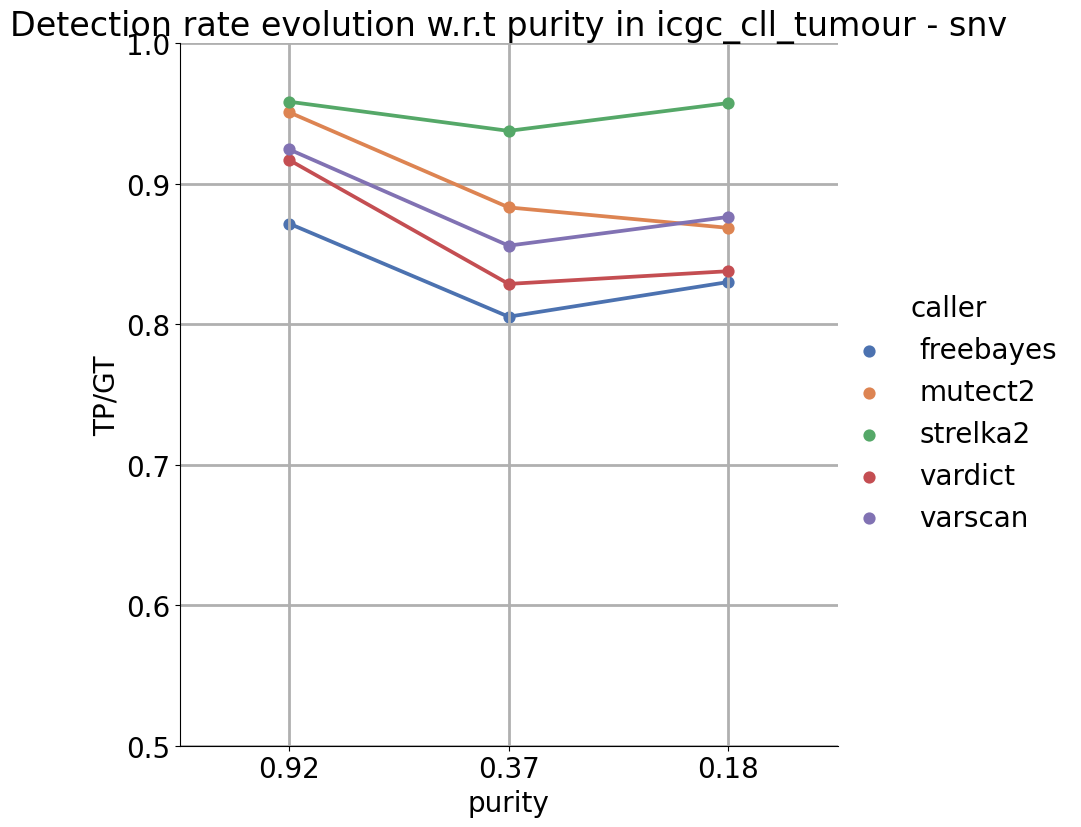 Detection rate evolution w.r.t purity in icgc_cll_tumour - snv
1.0
0.9
0.8
0.7
0.6
0.5
TP/GT
0.92 0.37 0.18
purity
caller
freebayes
mutect2
strelka2
vardict
varscan